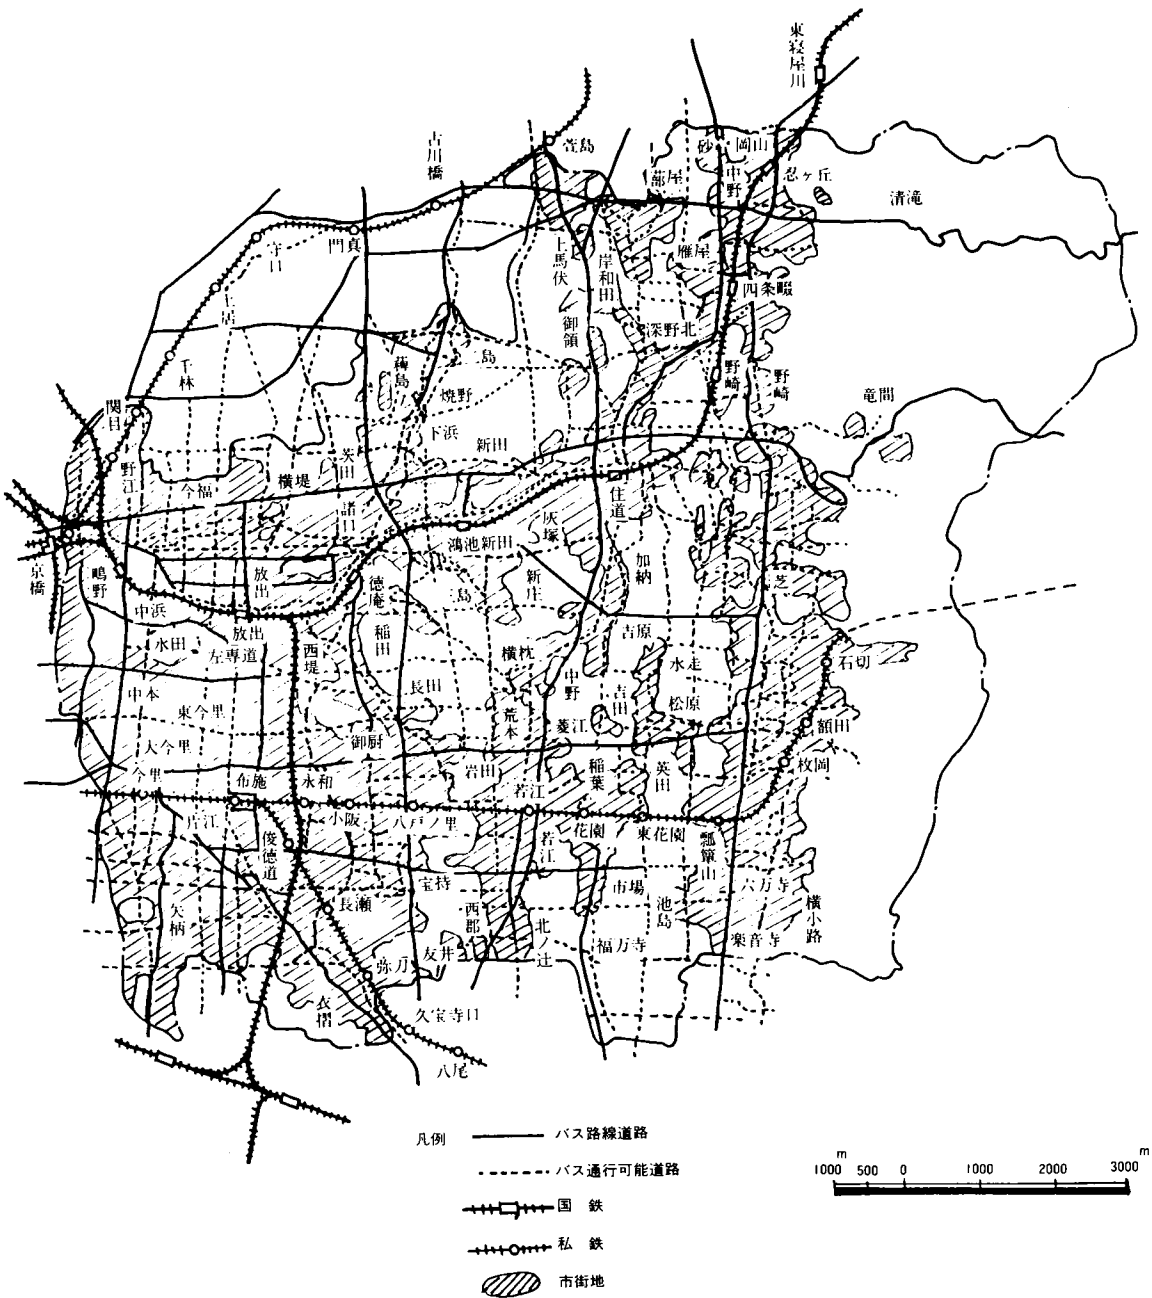 東寝屋川
古川橋
萱島
砂
岡山
忍ヶ丘
蔀屋
中野
清滝
門真
守口
上馬伏
岸和田
雁屋
四条畷
土居
御領
深野北
三島
千林
焼野
野崎
野崎
竜間
関目
下浜
新田
茨田
野江
今福
横堤
諸口
住道
灰塚
鴻池新田
京橋
鴫野
放出
徳庵
三島
新庄
加納
芝
中浜
永田
放出
左専道
西堤
稲田
吉原
横枕
水走
石切
中本
長田
中野
吉田
松原
東今里
荒本
菱江
額田
大今里
御厨
今里
布施
永和
岩田
稲葉
英田
枚岡
若江
片江
小阪
八戸ノ里
花園
東花園
瓢箪山
俊徳道
若江
宝持
市場
六万寺
矢柄
長瀬
西郡
北ノ辻
池島
横小路
友井
福万寺
楽音寺
弥刀
衣摺
久宝寺口
八尾
凡例
バス路線道路
バス通行可能道路
国鉄
私鉄
市街地
m m
1000 500 0 1000 2000 3000